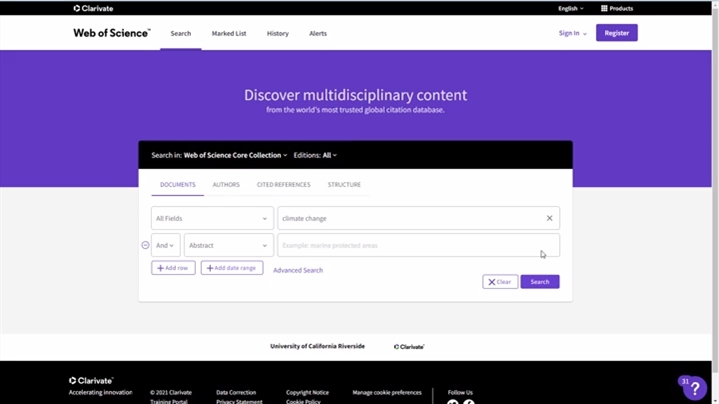 Clarivate
English
Products
Web of Science™
Search
Marked List
History
Alerts
Sign In
Register
Discover multidisciplinary content
from the world's most trusted global citation database.
Search in: Web of Science Core Collection
Editions: All
DOCUMENTS
AUTHORS
CITED REFERENCES
STRUCTURE
All Fields
climate change
And
Abstract
Example: marine protected areas
+ Add row
+ Add date range
Advanced Search
Clear
Search
University of California Riverside
Clarivate™
Clarivate™
Accelerating innovation
© 2021 Clarivate
Training Portal
Data Correction
Privacy Statement
Copyright Notice
Cookie Policy
Manage cookie preferences
Follow Us
31
?